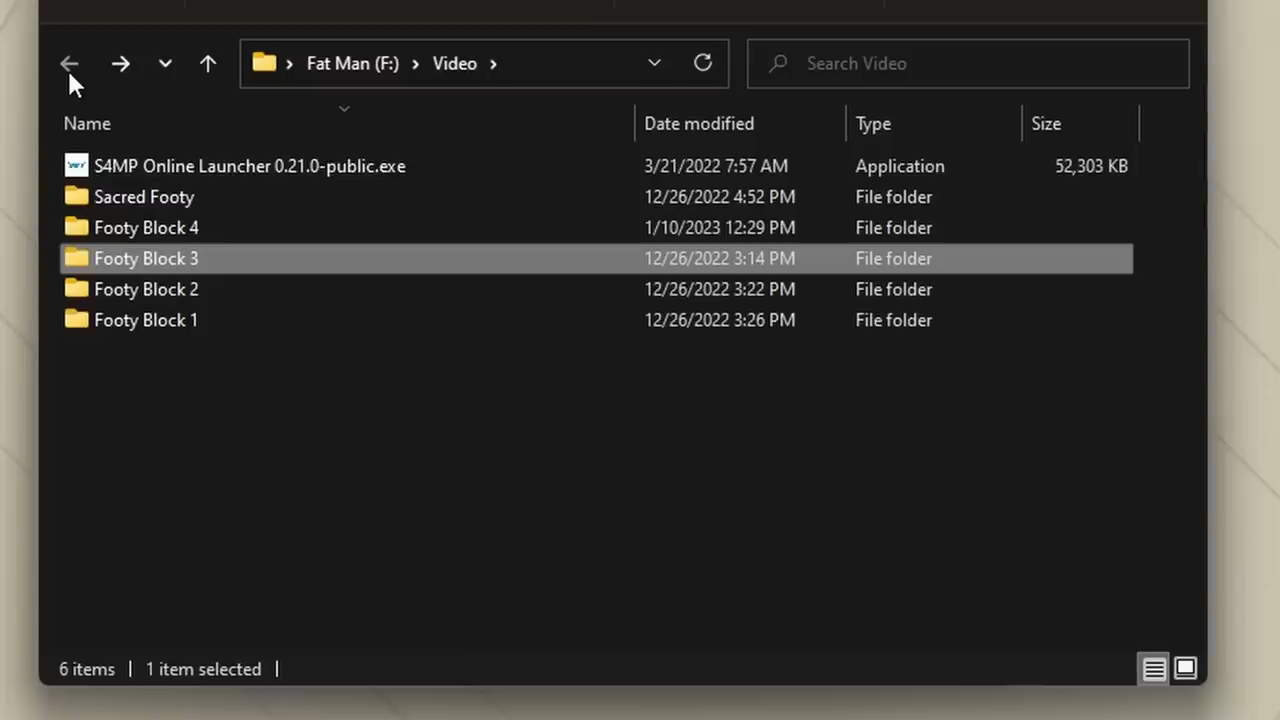 Fat Man (F:) Video
Search Video
Name Date modified Type Size
S4MP Online Launcher 0.21.0-public.exe 3/21/2022 7:57 AM Application 52,303 KB
Sacred Footy 12/26/2022 4:52 PM File folder
Footy Block 4 1/10/2023 12:29 PM File folder
Footy Block 3 12/26/2022 3:14 PM File folder
Footy Block 2 12/26/2022 3:22 PM File folder
Footy Block 1 12/26/2022 3:26 PM File folder
6 items 1 item selected